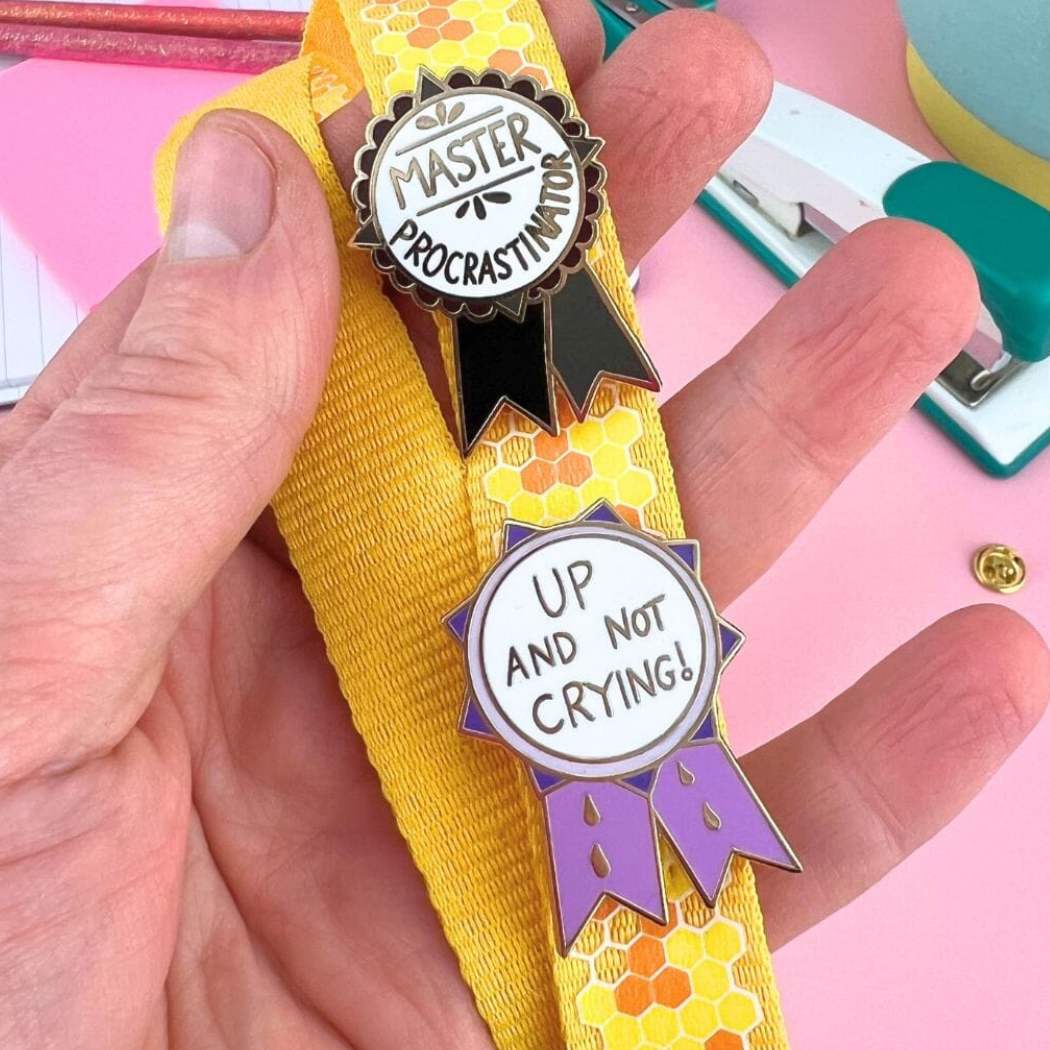 MASTER
PROCRASTINATOR
UP
AND NOT
CRYING!